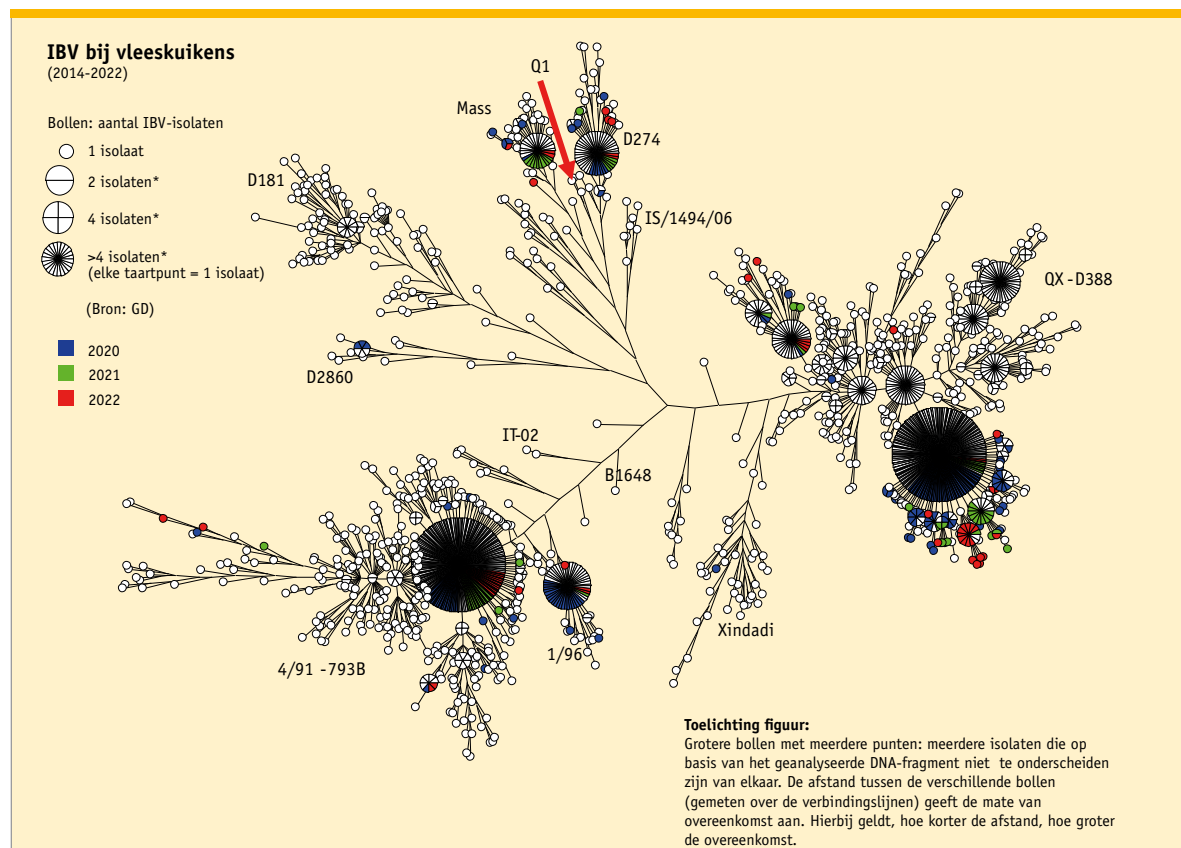 IBV bij vleeskuikens
(2014-2022)
Bollen: aantal IBV-isolaten
1 isolaat
2 isolaten*
4 isolaten*
>4 isolaten*
(elke taartpunt = 1 isolaat)
(Bron: GD)
2020
2021
2022
Q1
Mass
D274
D181
IS/1494/06
QX-D388
D2860
IT-02
B1648
Xindadi
1/96
4/91 -793B
Toelichting figuur:
Grotere bollen met meerdere punten: meerdere isolaten die op
basis van het geanalyseerde DNA-fragment niet te onderscheiden
zijn van elkaar. De afstand tussen de verschillende bollen
(gemeten over de verbindingslijnen) geeft de mate van
overeenkomst aan. Hierbij geldt, hoe korter de afstand, hoe groter
de overeenkomst.